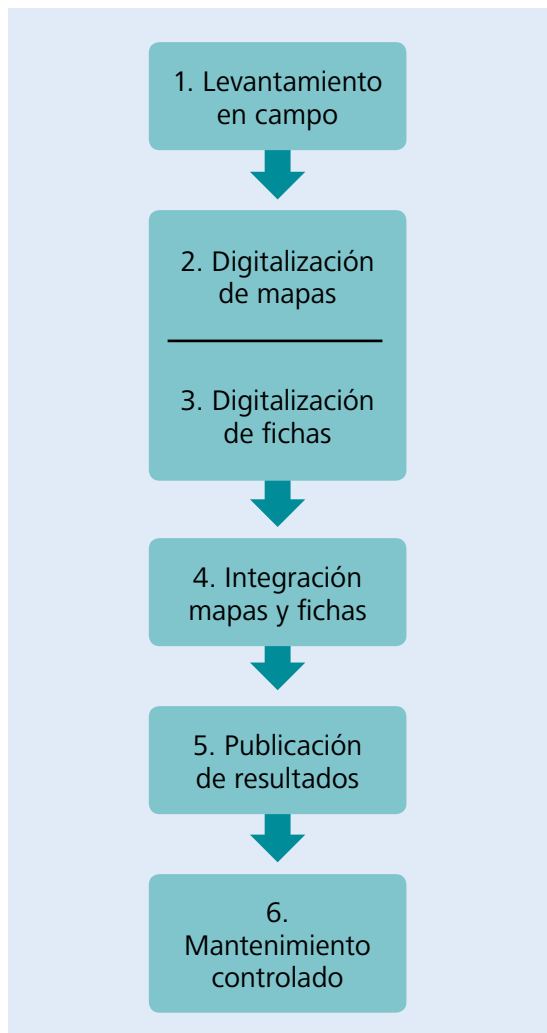 1. Levantamiento
en campo
2. Digitalización
de mapas
3. Digitalización
de fichas
4. Integración
mapas y fichas
5. Publicación
de resultados
6.
Mantenimiento
controlado